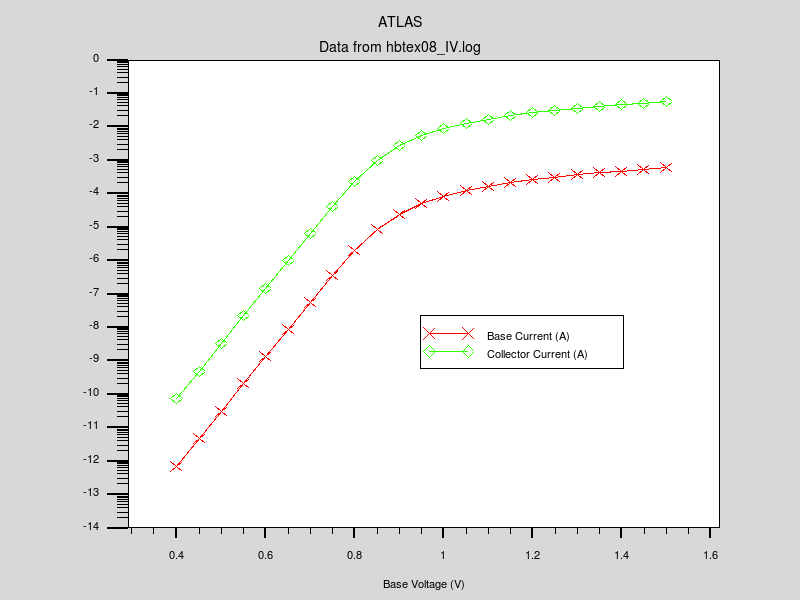 ATLAS
Data from hbtex08_IV.log
0
-1
-2
-3
-4
-5
-6
-7
-8
-9
-10
-11
-12
-13
-14
Base Current (A)
Collector Current (A)
0.4 0.6 0.8 1 1.2 1.4 1.6
Base Voltage (V)